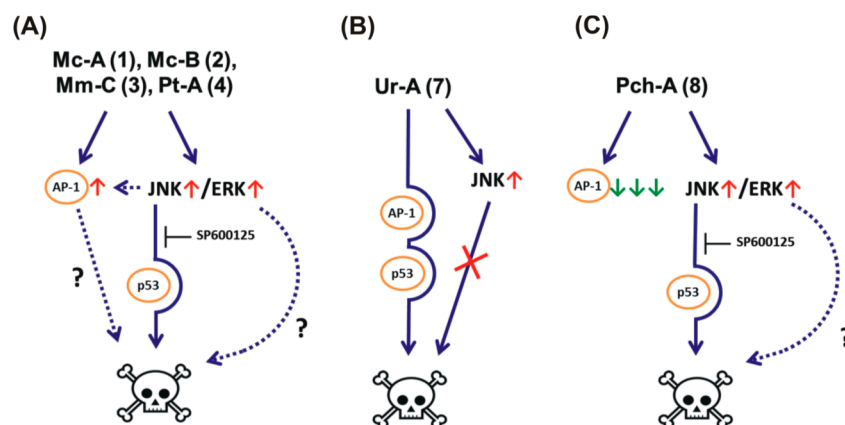 (A)
Mc-A (1), Mc-B (2),
Mm-C (3), Pt-A (4)
AP-1
JNK↑/ERK↑
SP600125
?
p53
?
(B)
Ur-A (7)
JNK↑
AP-1
p53
(C)
Pch-A (8)
AP-1
JNK↑/ERK↑
SP600125
p53
?